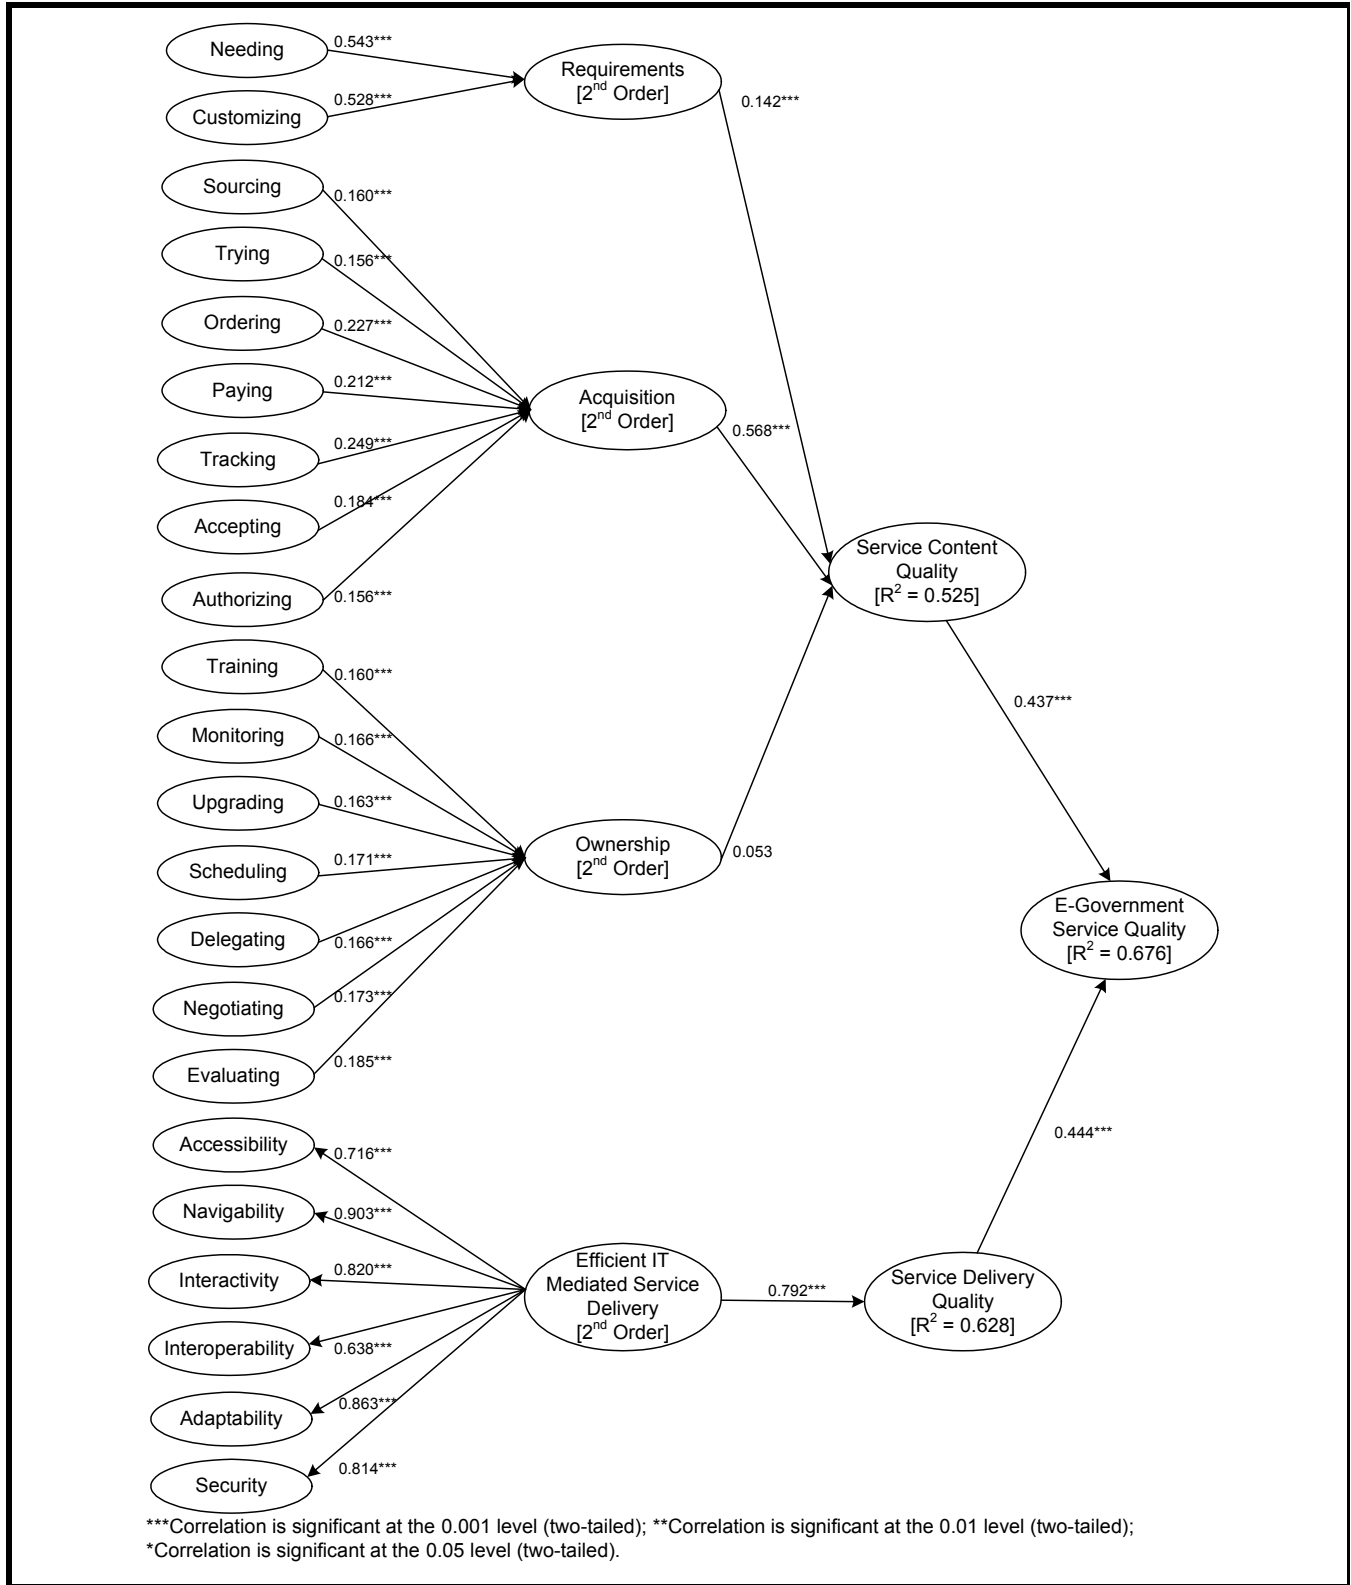 Needing
0.543***
Requirements
[2nd Order]
Customizing
0.528***
0.142***
Sourcing
0.160***
Trying
0.156***
Ordering
0.227***
Paying
0.212***
Acquisition
[2nd Order]
0.568***
Tracking
0.249***
Accepting
0.184***
Authorizing
0.156***
Service Content
Quality
[R2 = 0.525]
Training
0.160***
0.437***
Monitoring
0.166***
Upgrading
0.163***
Scheduling
0.171***
Ownership
[2nd Order]
0.053
Delegating
0.166***
E-Government
Service Quality
[R2 = 0.676]
Negotiating
0.173***
Evaluating
0.185***
Accessibility
0.716***
0.444***
Navigability
0.903***
Interactivity
0.820***
Efficient IT
Mediated Service
Delivery
[2nd Order]
0.792***
Service Delivery
Quality
[R2 = 0.628]
Interoperability
0.638***
Adaptability
0.863***
Security
0.814***
***Correlation is significant at the 0.001 level (two-tailed); **Correlation is significant at the 0.01 level (two-tailed);
*Correlation is significant at the 0.05 level (two-tailed).